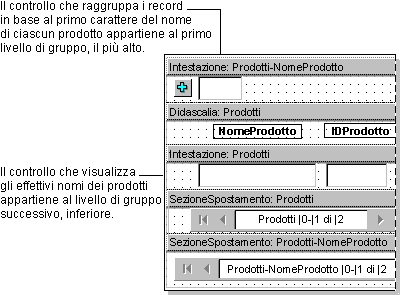 Il controllo che raggruppa i record
in base al primo carattere del nome
di ciascun prodotto appartiene al primo
livello di gruppo, il più alto.
Intestazione: Prodotti-NomeProdotto
Didascalia: Prodotti
NomeProdotto IDProdotto
Intestazione: Prodotti
Il controllo che visualizza
gli effettivi nomi dei prodotti
appartiene al livello di gruppo
successivo, inferiore.
SezioneSpostamento: Prodotti
Prodotti |0-|1 di |2
SezioneSpostamento: Prodotti-NomeProdotto
Prodotti-NomeProdotto |0-|1 di |2